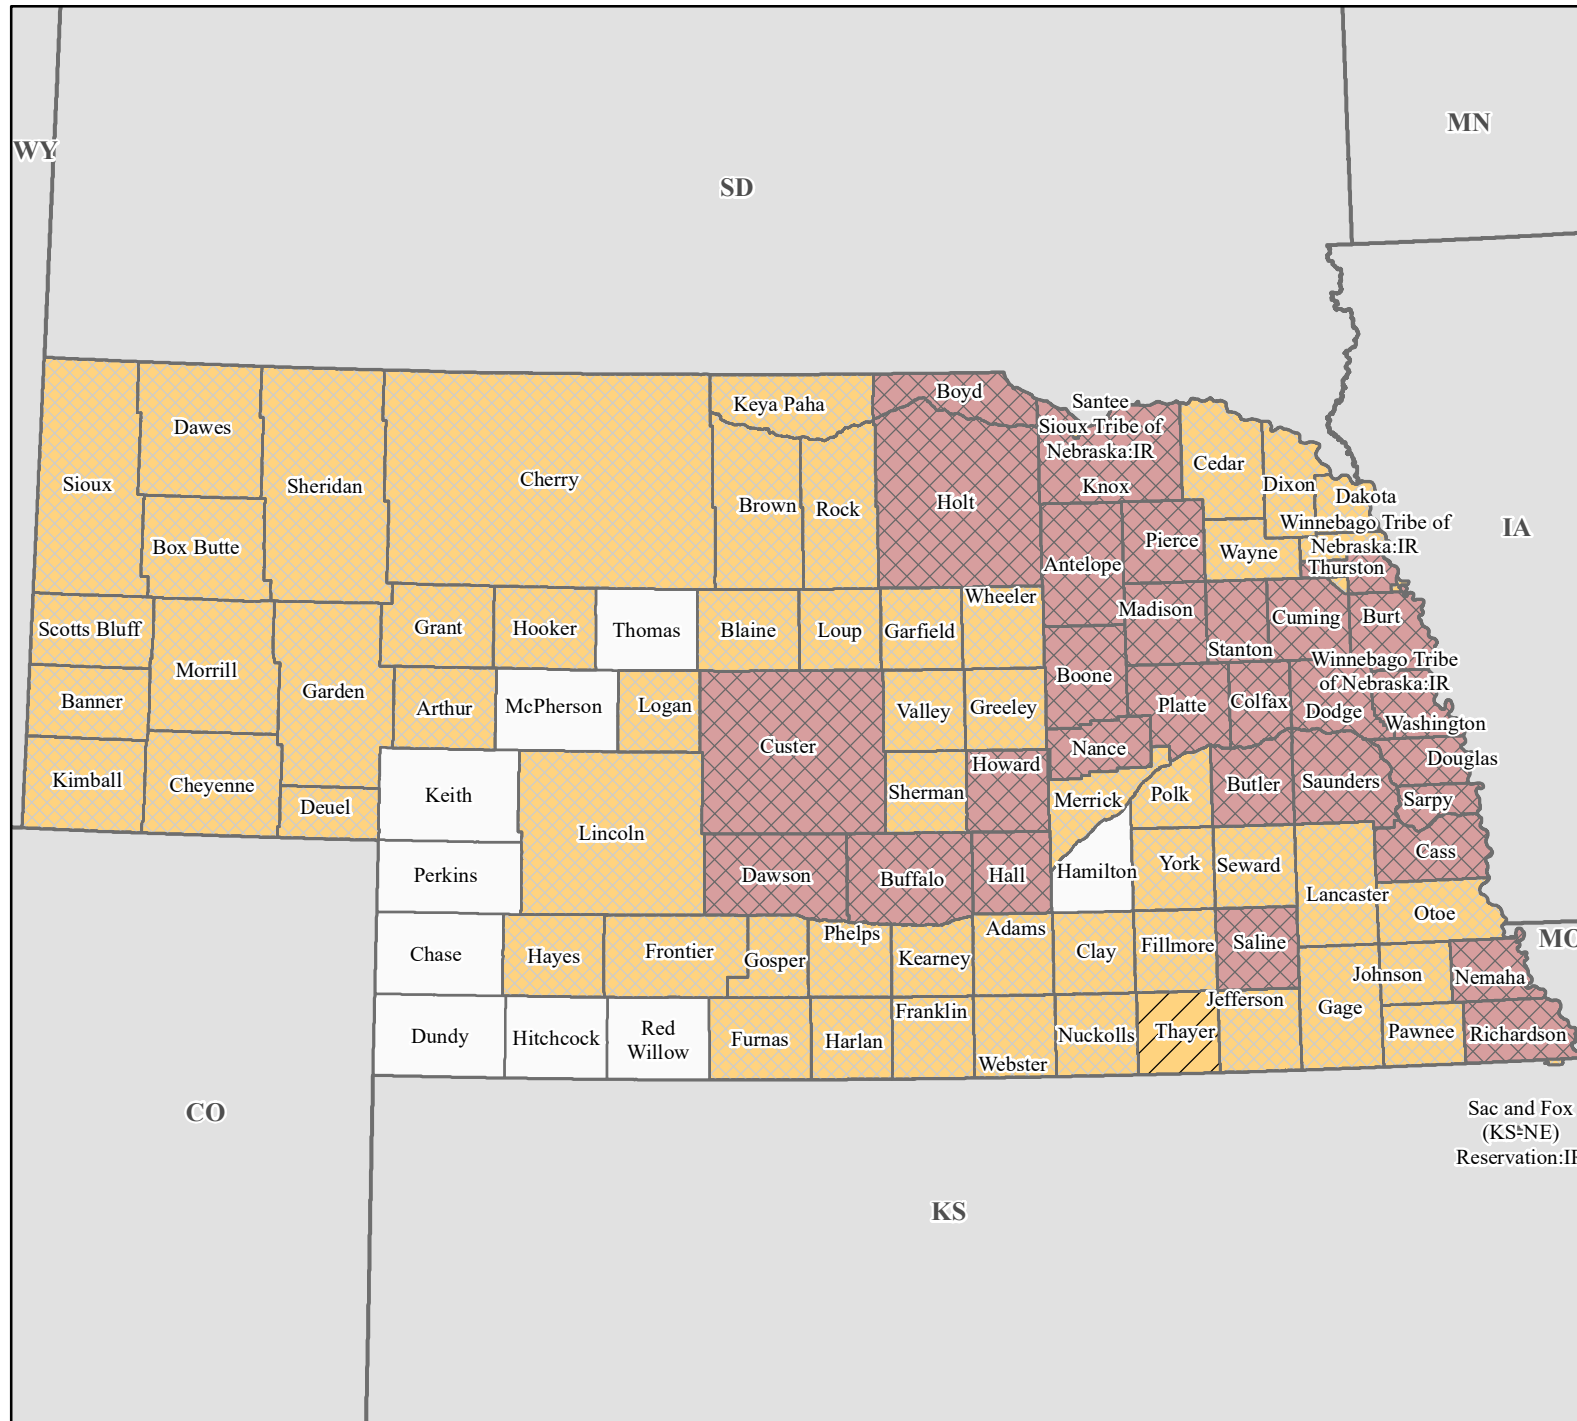 MN
WY
SD
Boyd
Santee
Keya Paha
Sioux Tribe of
Nebraska:IR
Dawes
Cedar
Sioux
Sheridan
Cherry
Knox
Dixon
Dakota
Brown
Rock
Holt
Winnebago Tribe of
Nebraska:IR
IA
Box Butte
Pierce
Wayne
Thurston
Antelope
Wheeler
Madison
Cuming
Burt
Scotts Bluff
Grant
Hooker
Thomas
Blaine
Loup
Garfield
Stanton
Morrill
Winnebago Tribe
of Nebraska:IR
Boone
Garden
Banner
Arthur
McPherson
Logan
Valley
Greeley
Platte
Colfax
Dodge
Washington
Custer
Nance
Douglas
Howard
Kimball
Cheyenne
Keith
Sherman
Merrick
Polk
Butler
Saunders
Sarpy
Deuel
Lincoln
Cass
Perkins
Dawson
Buffalo
Hall
Hamilton
York
Seward
Lancaster
Otoe
Phelps
Adams
Chase
Hayes
Frontier
Gosper
Kearney
Clay
Fillmore
Saline
MO
Johnson
Nemaha
Jefferson
Gage
Franklin
Dundy
Hitchcock
Red
Willow
Furnas
Harlan
Webster
Nuckolls
Thayer
Pawnee
Richardson
CO
Sac and Fox
(KS-NE)
Reservation:IR
KS